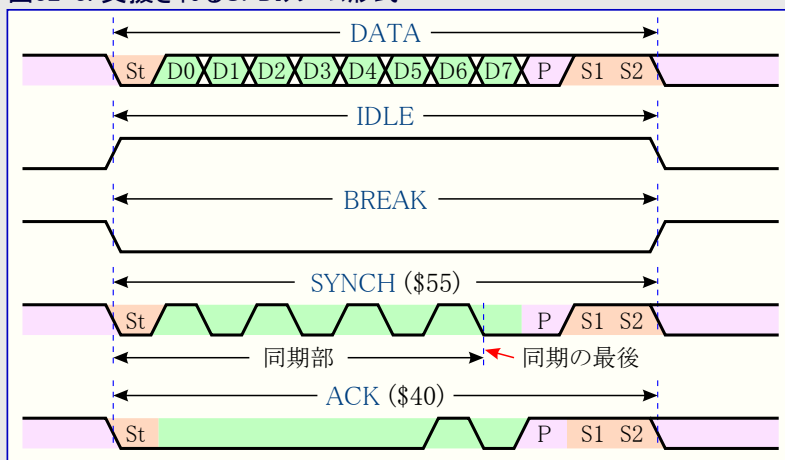 DATA
St D0 D1 D2 D3 D4 D5 D6 D7 P S1 S2
IDLE
BREAK
SYNCH ($55)
St P S1 S2
同期部 同期の最後
ACK ($40)
St P S1 S2